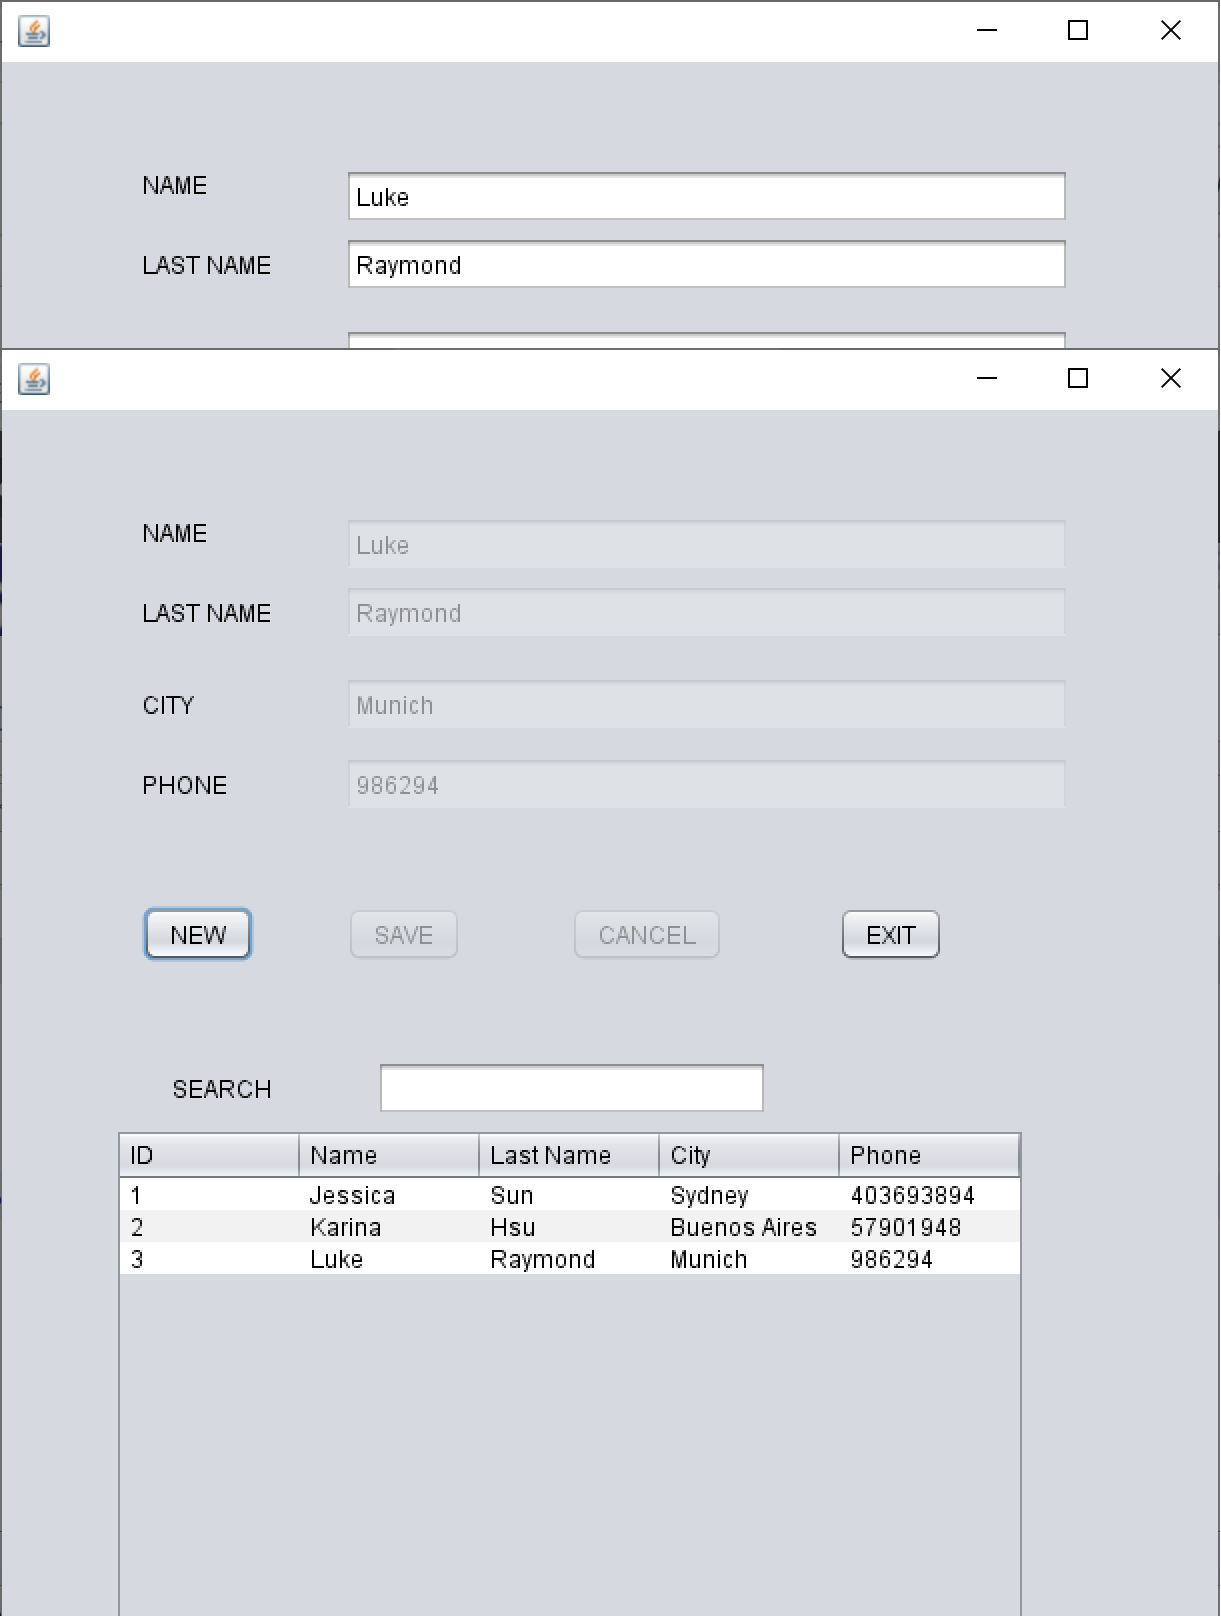 NAME Luke
LAST NAME Raymond
NAME Luke
LAST NAME Raymond
CITY Munich
PHONE 986294
NEW SAVE CANCEL EXIT
SEARCH
ID Name Last Name City Phone
1 Jessica Sun Sydney 403693894
2 Karina Hsu Buenos Aires 57901948
3 Luke Raymond Munich 986294